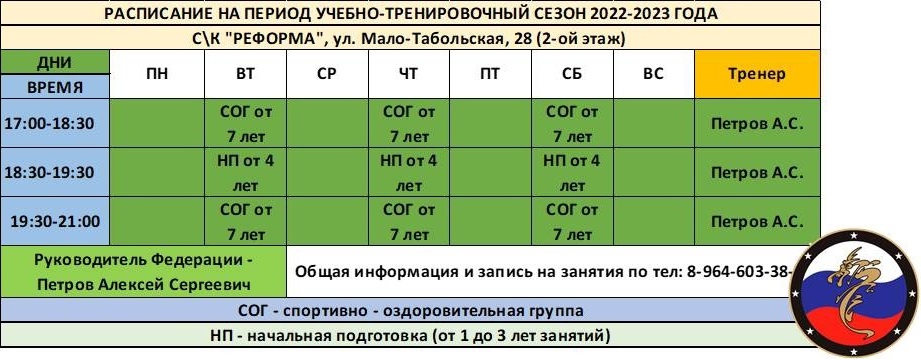 РАСПИСАНИЕ НА ПЕРИОД УЧЕБНО-ТРЕНИРОВОЧНЫЙ СЕЗОН 2022-2023 ГОДА
С\К "РЕФОРМА", ул. Мало-Табольская, 28 (2-ой этаж)
ДНИ
ВРЕМЯ
ПН ВТ СР ЧТ ПТ СБ ВС Тренер
17:00-18:30 СОГ от 7 лет СОГ от 7 лет СОГ от 7 лет Петров А.С.
18:30-19:30 НП от 4 лет НП от 4 лет НП от 4 лет Петров А.С.
19:30-21:00 СОГ от 7 лет СОГ от 7 лет СОГ от 7 лет Петров А.С.
Руководитель Федерации -
Петров Алексей Сергеевич
Общая информация и запись на занятия по тел: 8-964-603-38-
СОГ - спортивно - оздоровительная группа
НП - начальная подготовка (от 1 до 3 лет занятий)